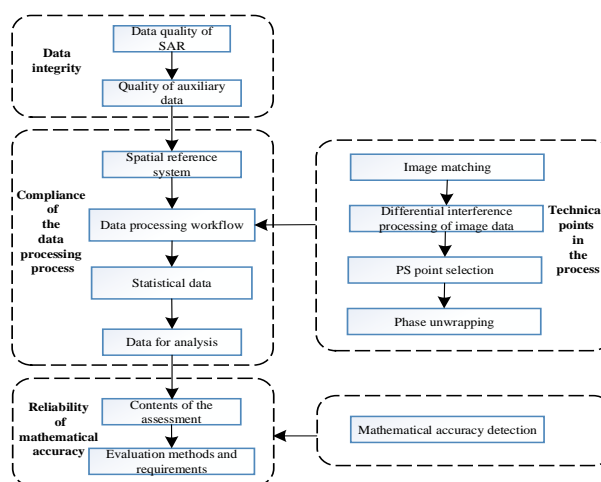 Data quality of
SAR
Data
integrity
Quality of auxiliary
data
Spatial reference
system
Compliance
of
the
data
processing
process
Data processing workflow
Statistical data
Data for analysis
Image matching
Differential interference
processing of image data
PS point selection
Phase unwrapping
Technical
points
in
the
process
Reliability
of
mathematical
accuracy
Contents of the
assessment
Evaluation methods and
requirements
Mathematical accuracy detection